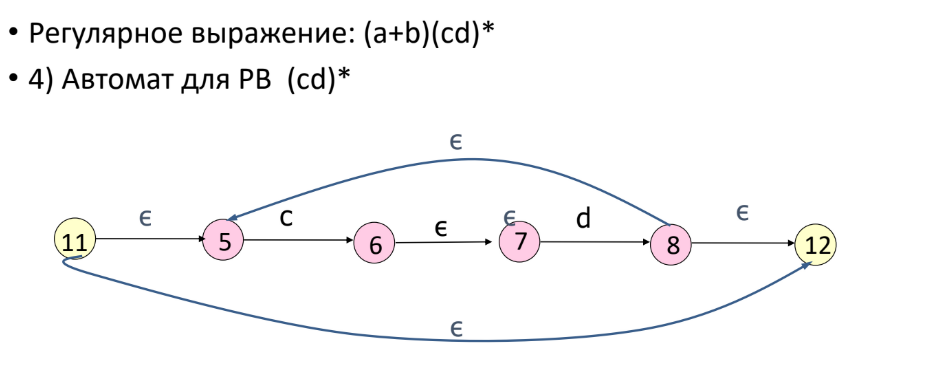 • Регулярное выражение: (a+b)(cd)*
• 4) Автомат для РВ (cd)*
ϵ
ϵ c ϵ ϵ d ϵ
11 5 6 7 8 12
ϵ